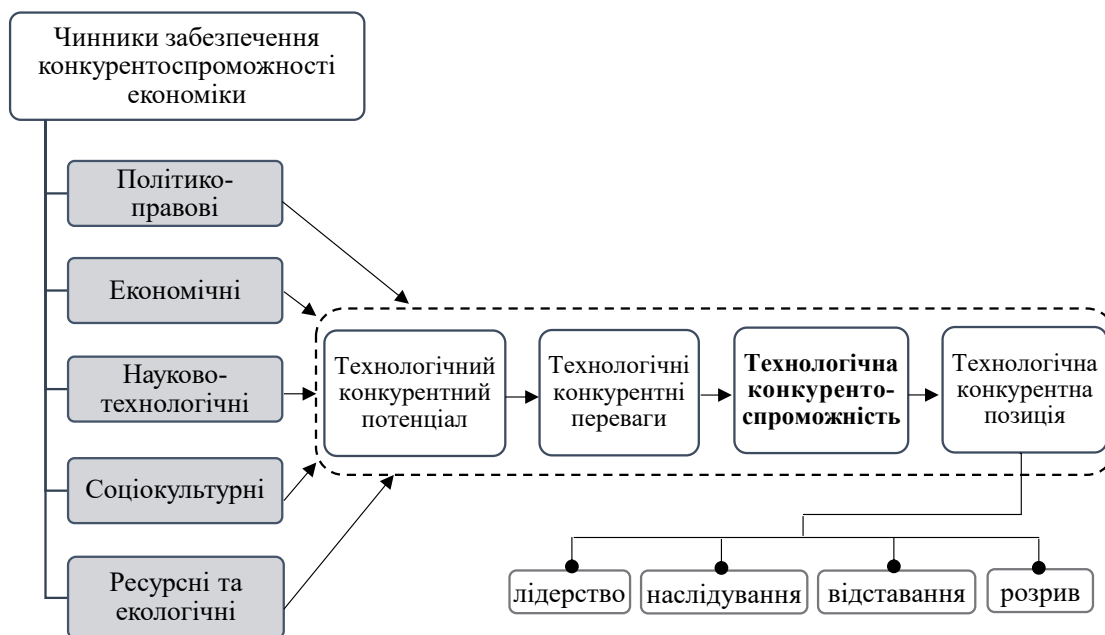 Чинники забезпечення
конкурентоспроможності
економіки
Політико-
правові
Економічні
Науково-
технологічні
Соціокультурні
Ресурсні та
екологічні
Технологічний
конкурентний
потенціал
Технологічні
конкурентні
переваги
Технологічна
конкуренто-
спроможність
Технологічна
конкурентна
позиція
лідерство
наслідування
відставання
розрив